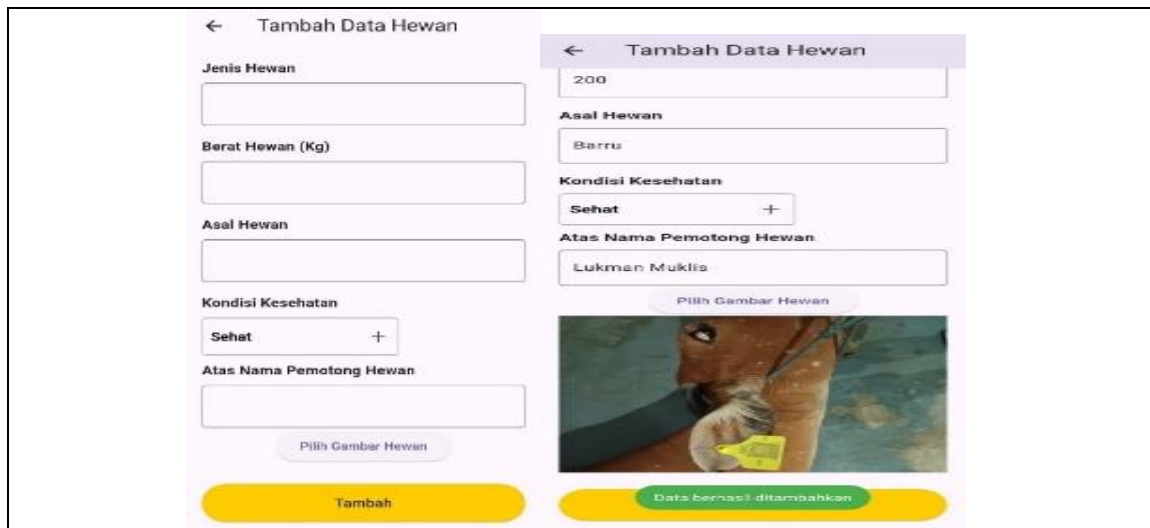 ← Tambah Data Hewan
Jenis Hewan
Berat Hewan (Kg)
Asal Hewan
Kondisi Kesehatan
Sehat +
Atas Nama Pemotong Hewan
Pilih Gambar Hewan
Tambah
← Tambah Data Hewan
200
Asal Hewan
Barru
Kondisi Kesehatan
Sehat +
Atas Nama Pemotong Hewan
Lukman Muklis
Pilih Gambar Hewan
Data berhasil ditambahkan